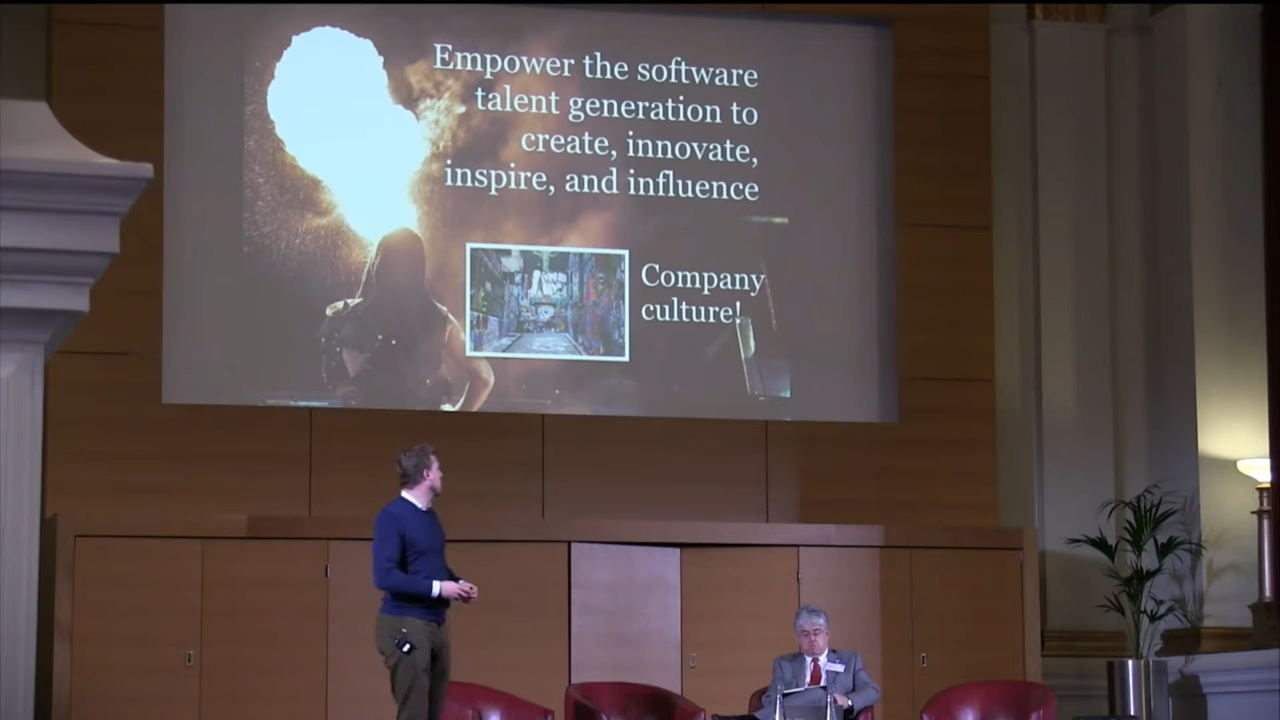 Empower the software
talent generation to
create, innovate,
inspire, and influence
Company
culture!